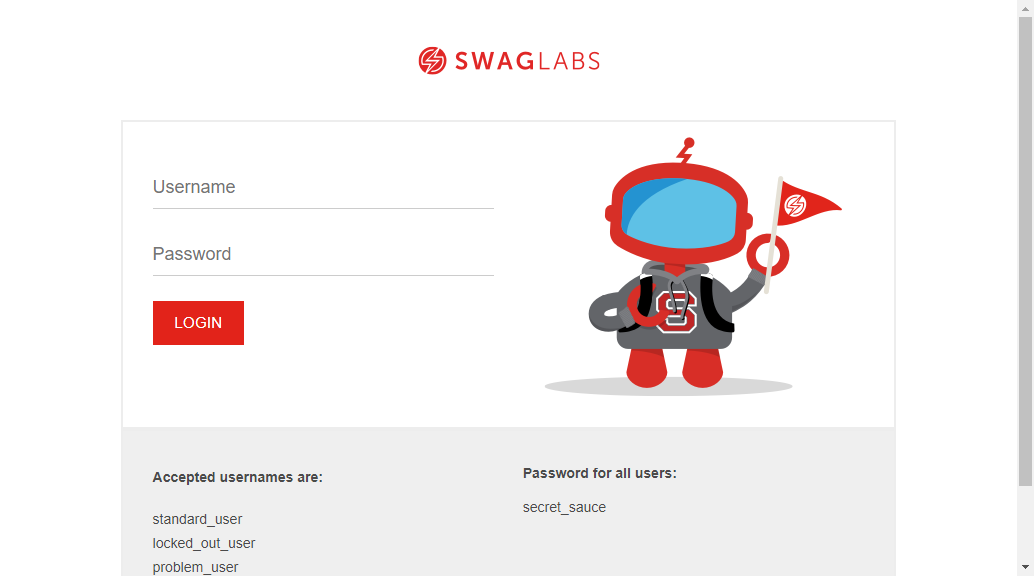 SWAGLABS
Username
Password
LOGIN
S
Accepted usernames are:
standard_user
locked_out_user
problem_user
Password for all users:
secret_sauce